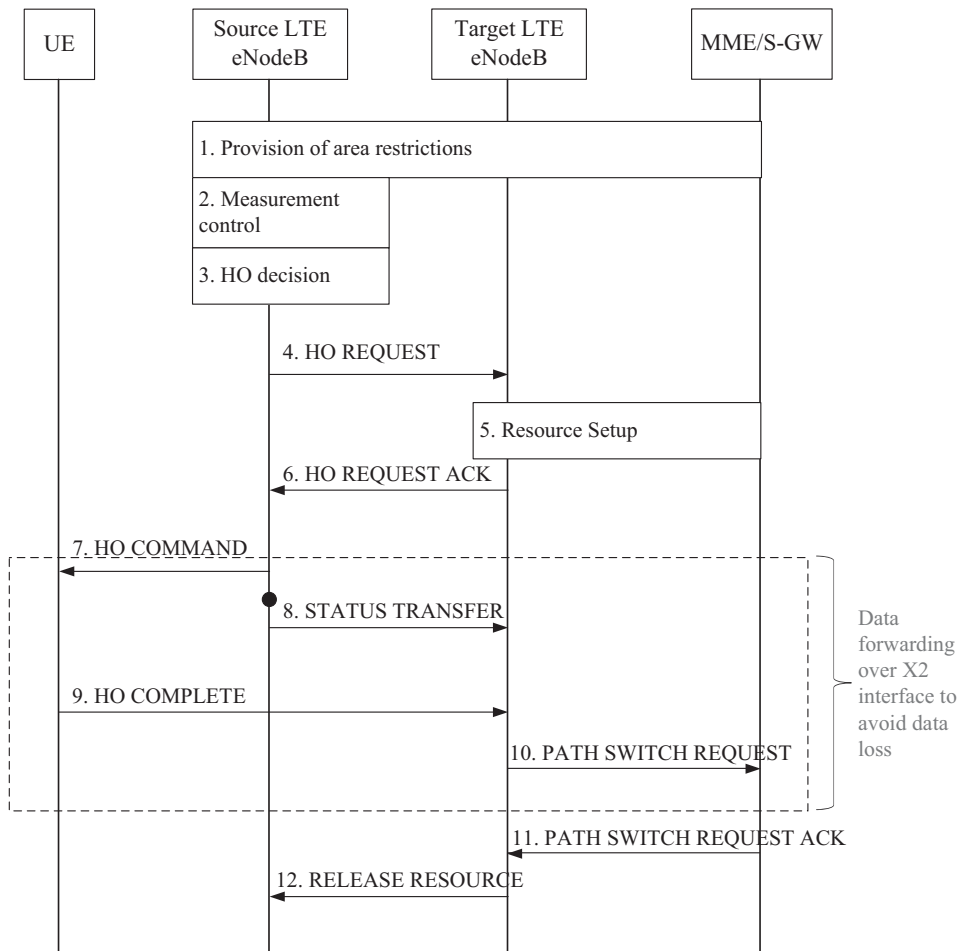 UE
Source LTE
eNodeB
Target LTE
eNodeB
MME/S-GW
1. Provision of area restrictions
2. Measurement
control
3. HO decision
4. HO REQUEST
5. Resource Setup
6. HO REQUEST ACK
7. HO COMMAND
8. STATUS TRANSFER
9. HO COMPLETE
10. PATH SWITCH REQUEST
Data
forwarding
over X2
interface to
avoid data
loss
11. PATH SWITCH REQUEST ACK
12. RELEASE RESOURCE